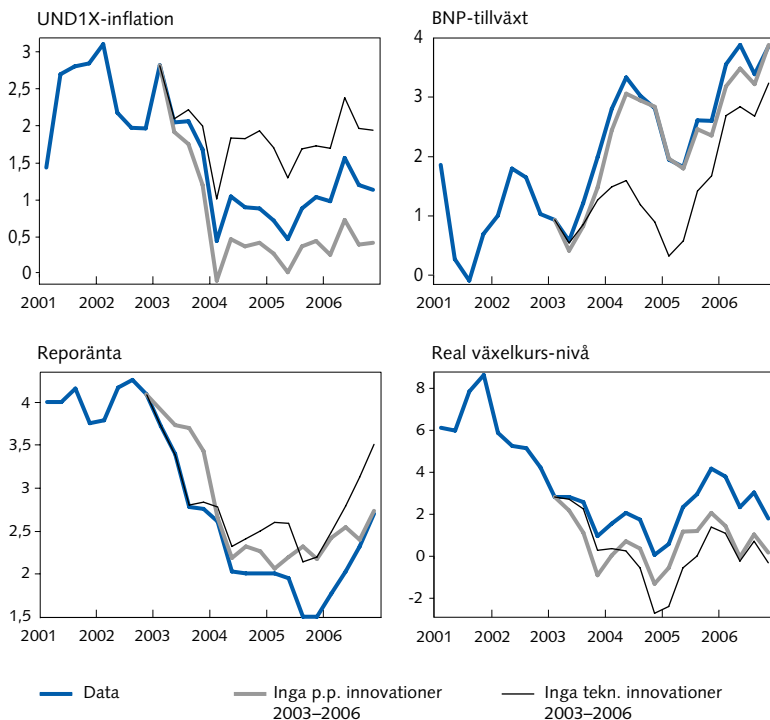 UND1X-inflation
3
2,5
2
1,5
1
0,5
0
2001 2002 2003 2004 2005 2006
BNP-tillväxt
4
3
2
1
0
2001 2002 2003 2004 2005 2006
Reporänta
4
3,5
3
2,5
2
1,5
2001 2002 2003 2004 2005 2006
Real växelkurs-nivå
8
6
4
2
0
-2
2001 2002 2003 2004 2005 2006
Data
Inga p.p. innovationer
2003–2006
Inga tekn. innovationer
2003–2006